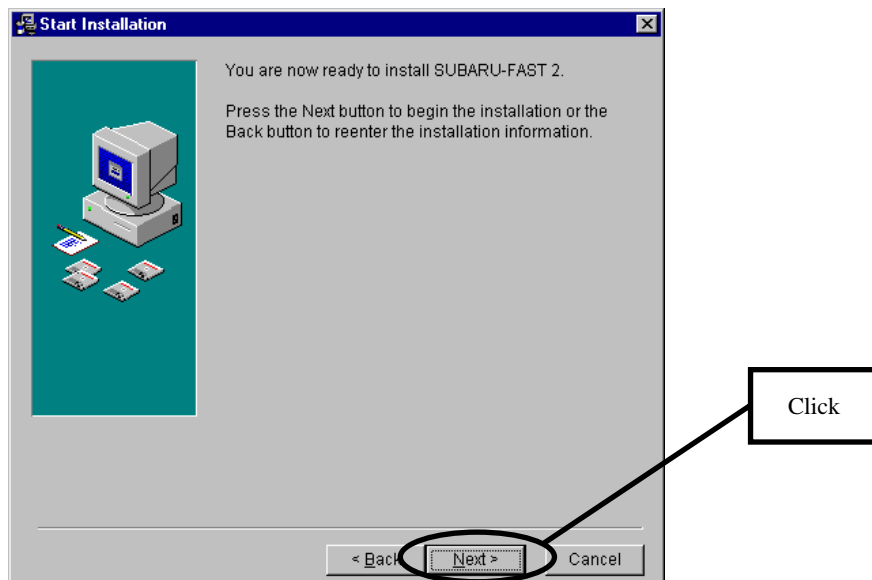 Start Installation
You are now ready to install SUBARU-FAST 2.
Press the Next button to begin the installation or the
Back button to reenter the installation information.
Click
< Back
Next >
Cancel